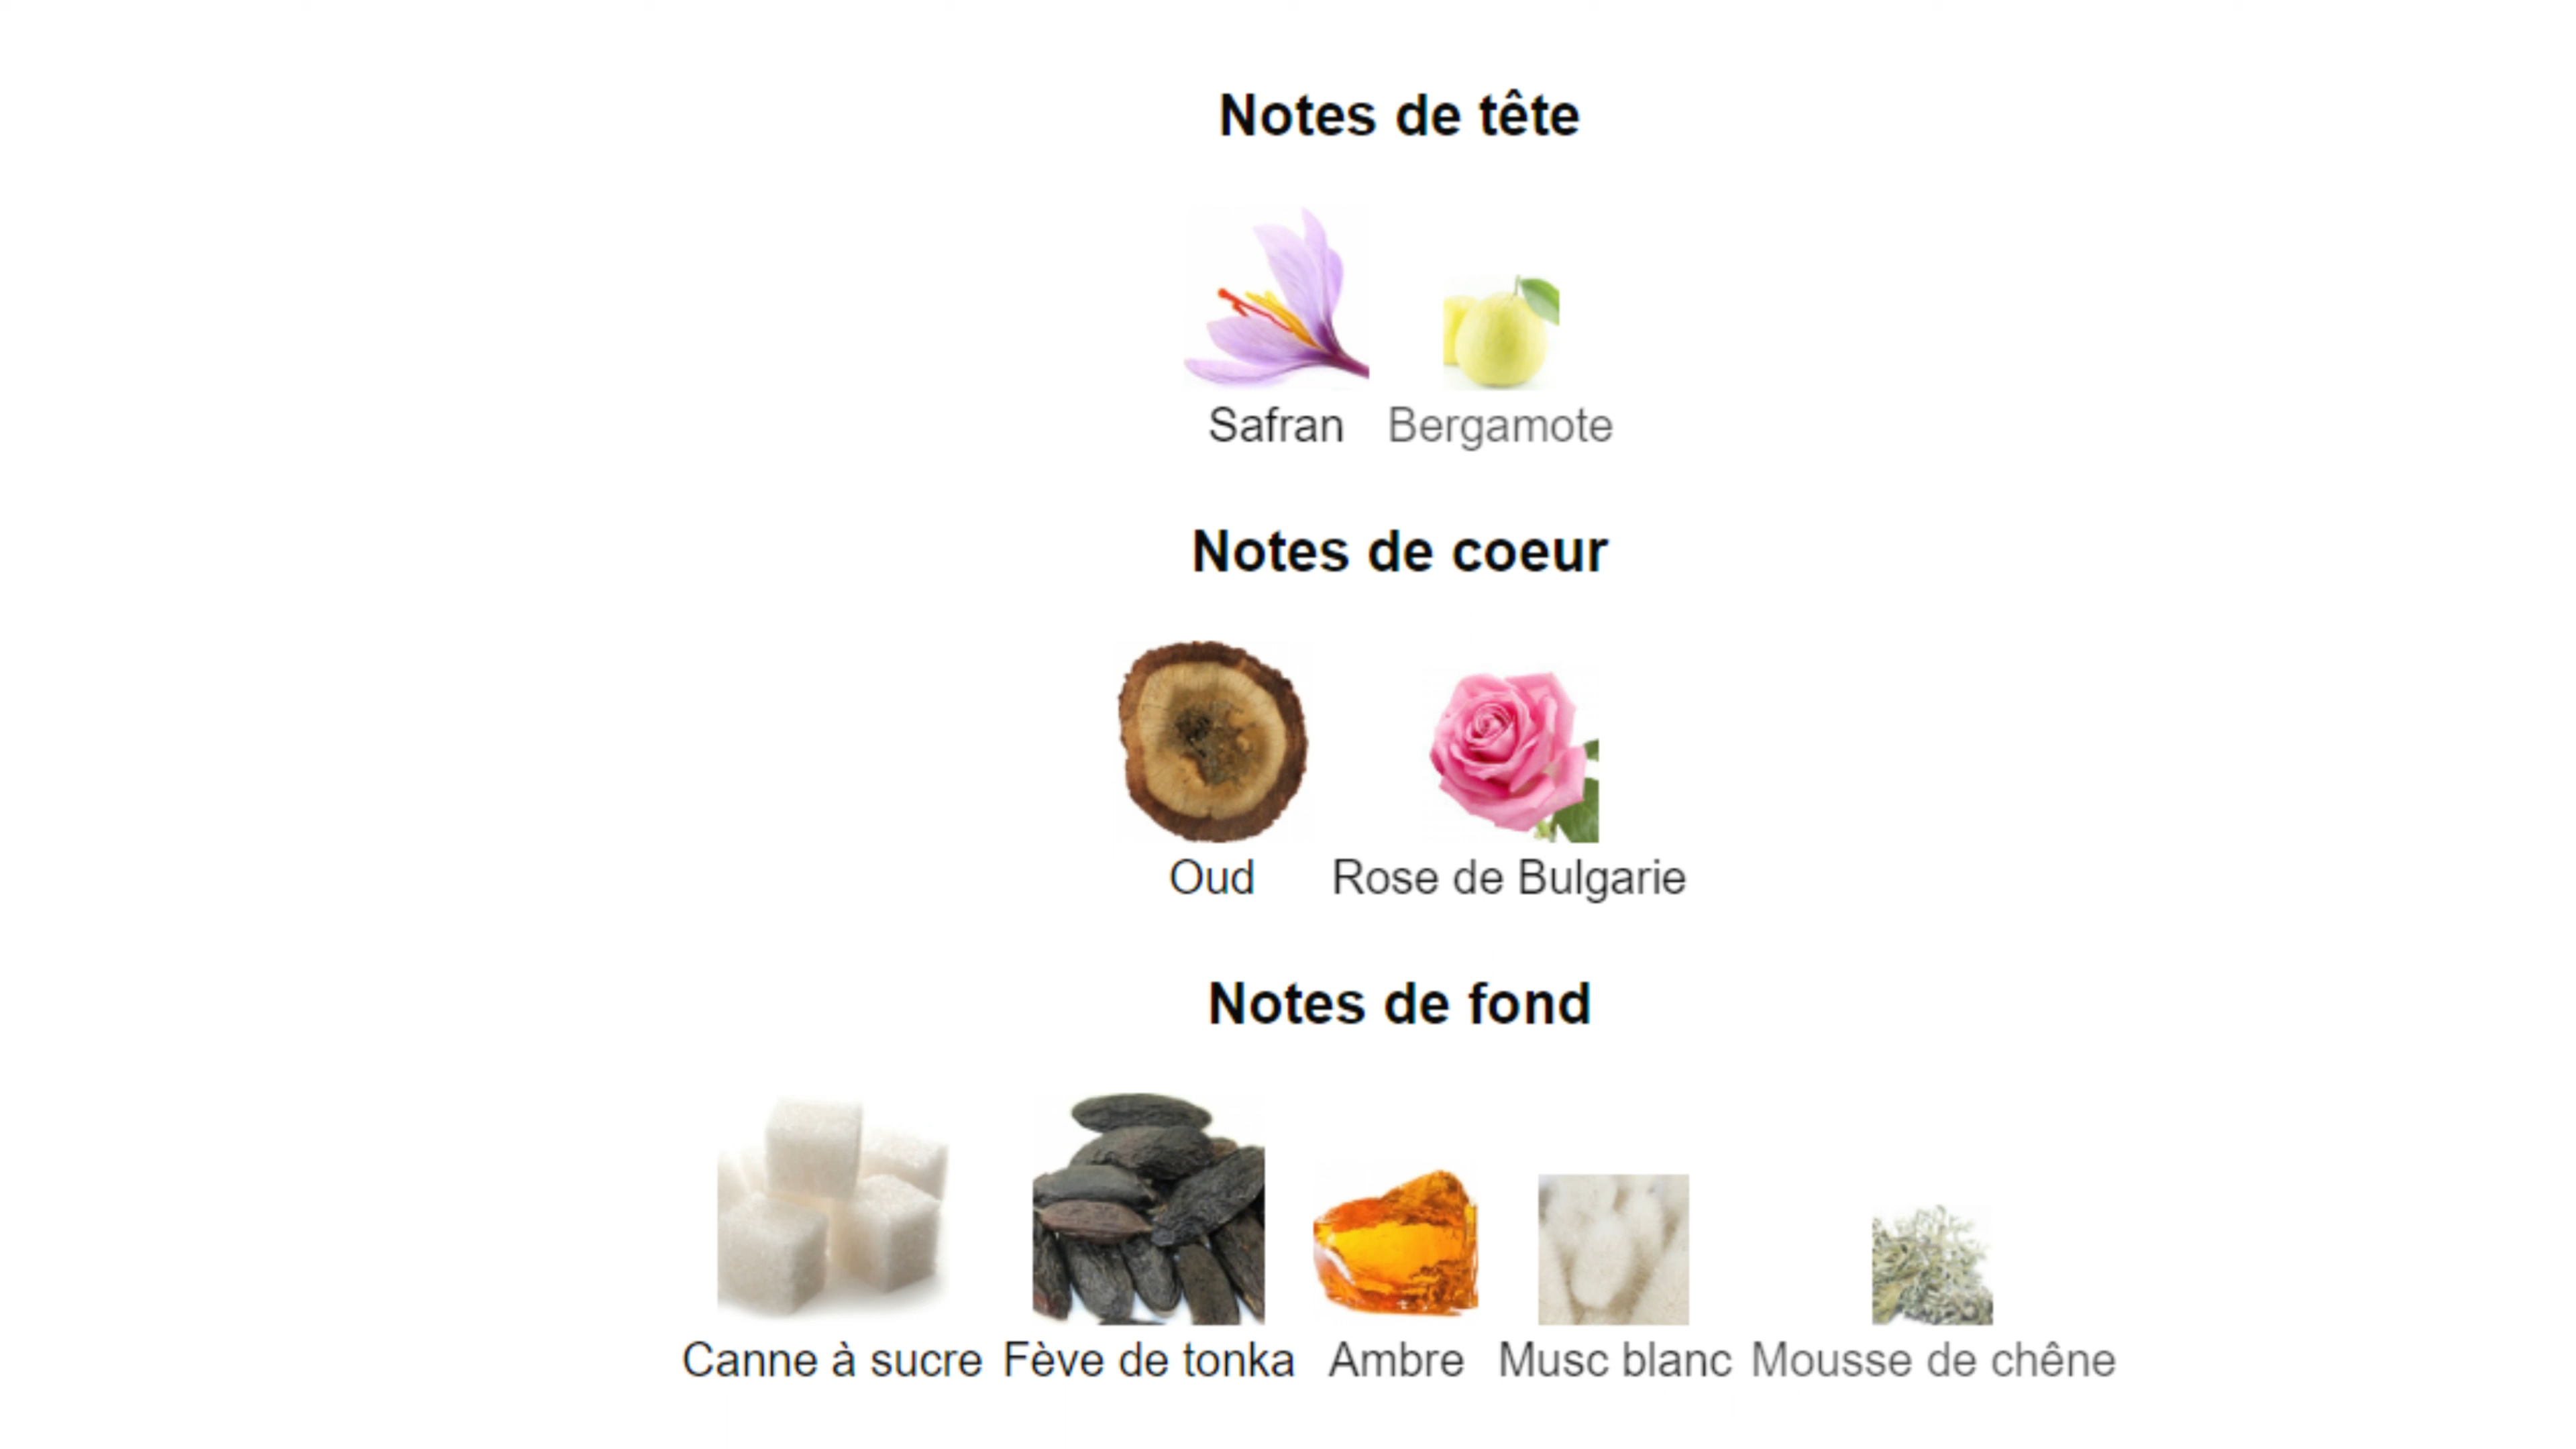 Notes de tête
Safran Bergamote
Notes de coeur
Oud Rose de Bulgarie
Notes de fond
Canne à sucre Fève de tonka Ambre Musc blanc Mousse de chêne